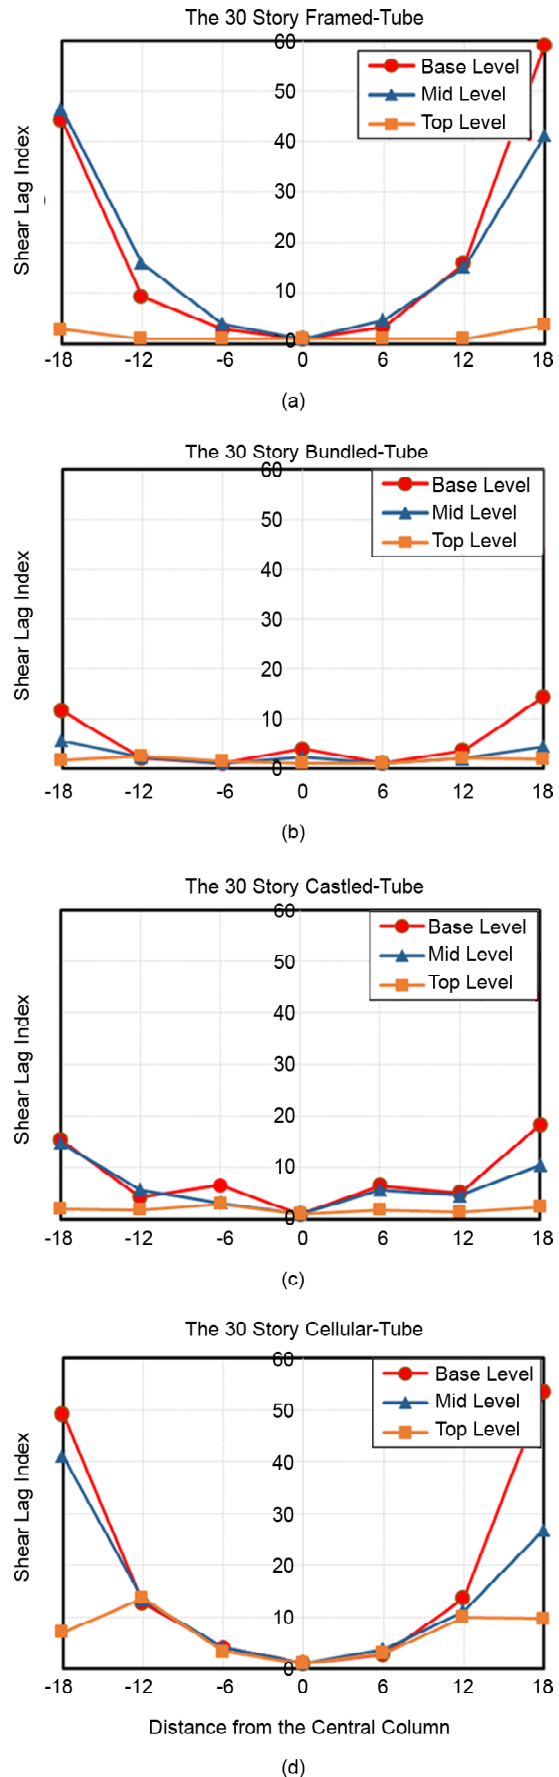 The 30 Story Framed-Tube
60
50
40
30
20
10
0
Shear Lag Index
Base Level
Mid Level
Top Level
-18 -12 -6 0 6 12 18
(a)
The 30 Story Bundled-Tube
60
50
40
30
20
10
0
Shear Lag Index
Base Level
Mid Level
Top Level
-18 -12 -6 0 6 12 18
(b)
The 30 Story Castled-Tube
60
50
40
30
20
10
0
Shear Lag Index
Base Level
Mid Level
Top Level
-18 -12 -6 0 6 12 18
(c)
The 30 Story Cellular-Tube
60
50
40
30
20
10
0
Shear Lag Index
Base Level
Mid Level
Top Level
-18 -12 -6 0 6 12 18
Distance from the Central Column
(d)